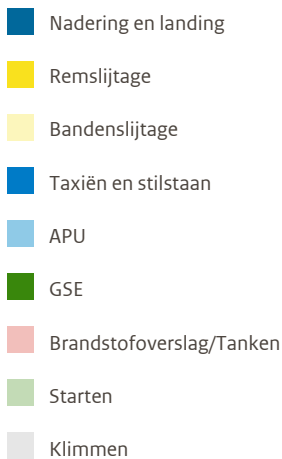 Nadering en landing
Remslijtage
Bandenslijtage
Taxiën en stilstaan
APU
GSE
Brandstofoverslag/Tanken
Starten
Klimmen